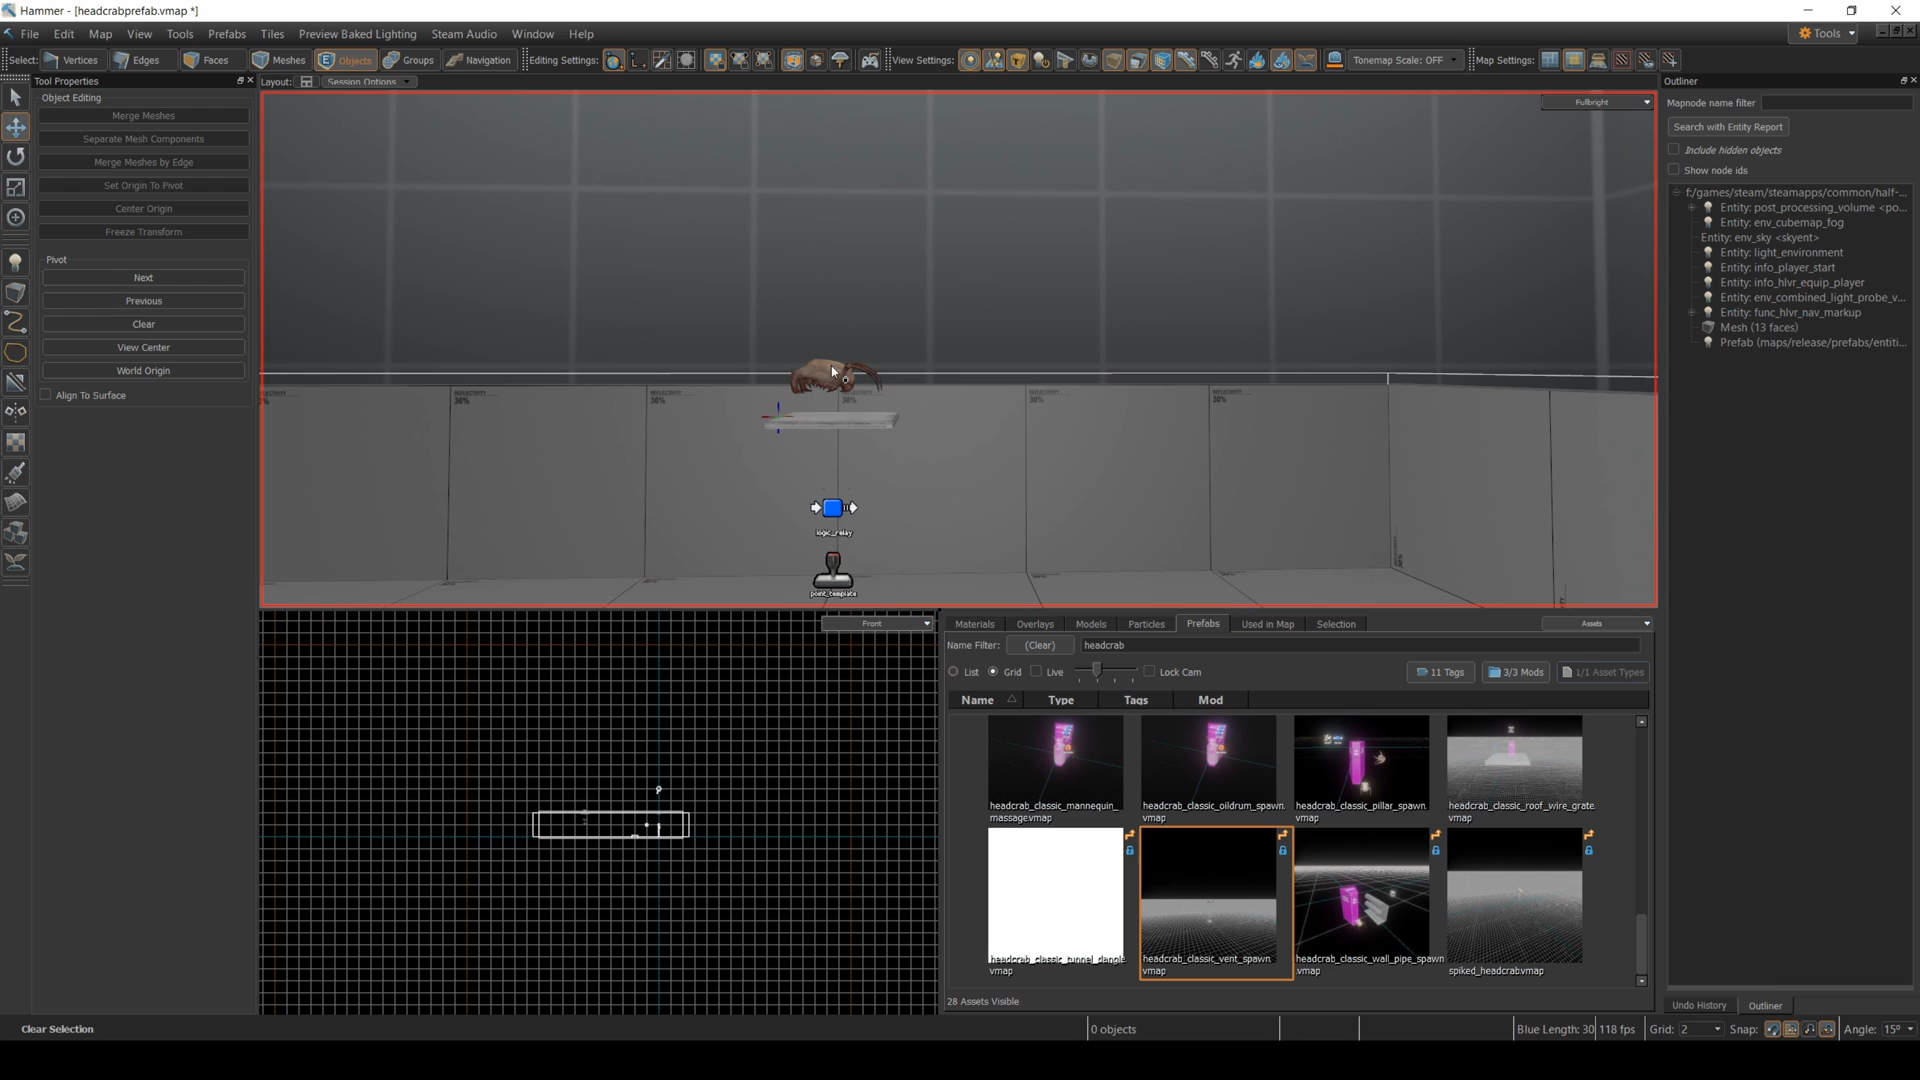 Hammer - [headcrabprefab.vmap *]
File Edit Map View Tools Prefabs Tiles Preview Baked Lighting Steam Audio Window Help
Tools
Select: Vertices Edges Faces Meshes Objects Groups Navigation Editing Settings: View Settings: Tonemap Scale: OFF Map Settings:
Tool Properties
Layout: Session Options
Outliner
Object Editing
Merge Meshes
Separate Mesh Components
Merge Meshes by Edge
Set Origin To Pivot
Center Origin
Freeze Transform
Pivot
Next
Previous
Clear
View Center
World Origin
Align To Surface
Fullbright
REFLECTIVITY
30%
REFLECTIVITY
30%
30%
30%
30%
logic_relay
point_template
Mapnode name filter
Search with Entity Report
Include hidden objects
Show node ids
f:/games/steam/steamapps/common/half-...
Entity: post_processing_volume <po...
Entity: env_cubemap_fog
Entity: env_sky <skyent>
Entity: light_environment
Entity: info_player_start
Entity: info_hlvr_equip_player
Entity: env_combined_light_probe_v...
Entity: func_hlvr_nav_markup
Mesh (13 faces)
Prefab (maps/release/prefabs/entiti...
Front
Materials Overlays Models Particles Prefabs Used in Map Selection Assets
Name Filter: (Clear) headcrab
List Grid Live Lock Cam 11 Tags 3/3 Mods 1/1 Asset Types
Name Type Tags Mod
headcrab_classic_mannequin_
massage.vmap
headcrab_classic_oildrum_spawn.
vmap
headcrab_classic_pillar_spawn.
vmap
headcrab_classic_roof_wire_grate.
vmap
headcrab_classic_tunnel_dangle.
vmap
headcrab_classic_vent_spawn.
vmap
headcrab_classic_wall_pipe_spawn
.vmap
spiked_headcrab.vmap
28 Assets Visible
Undo History Outliner
Clear Selection 0 objects Blue Length: 30 118 fps Grid: 2 Snap: Angle: 15°